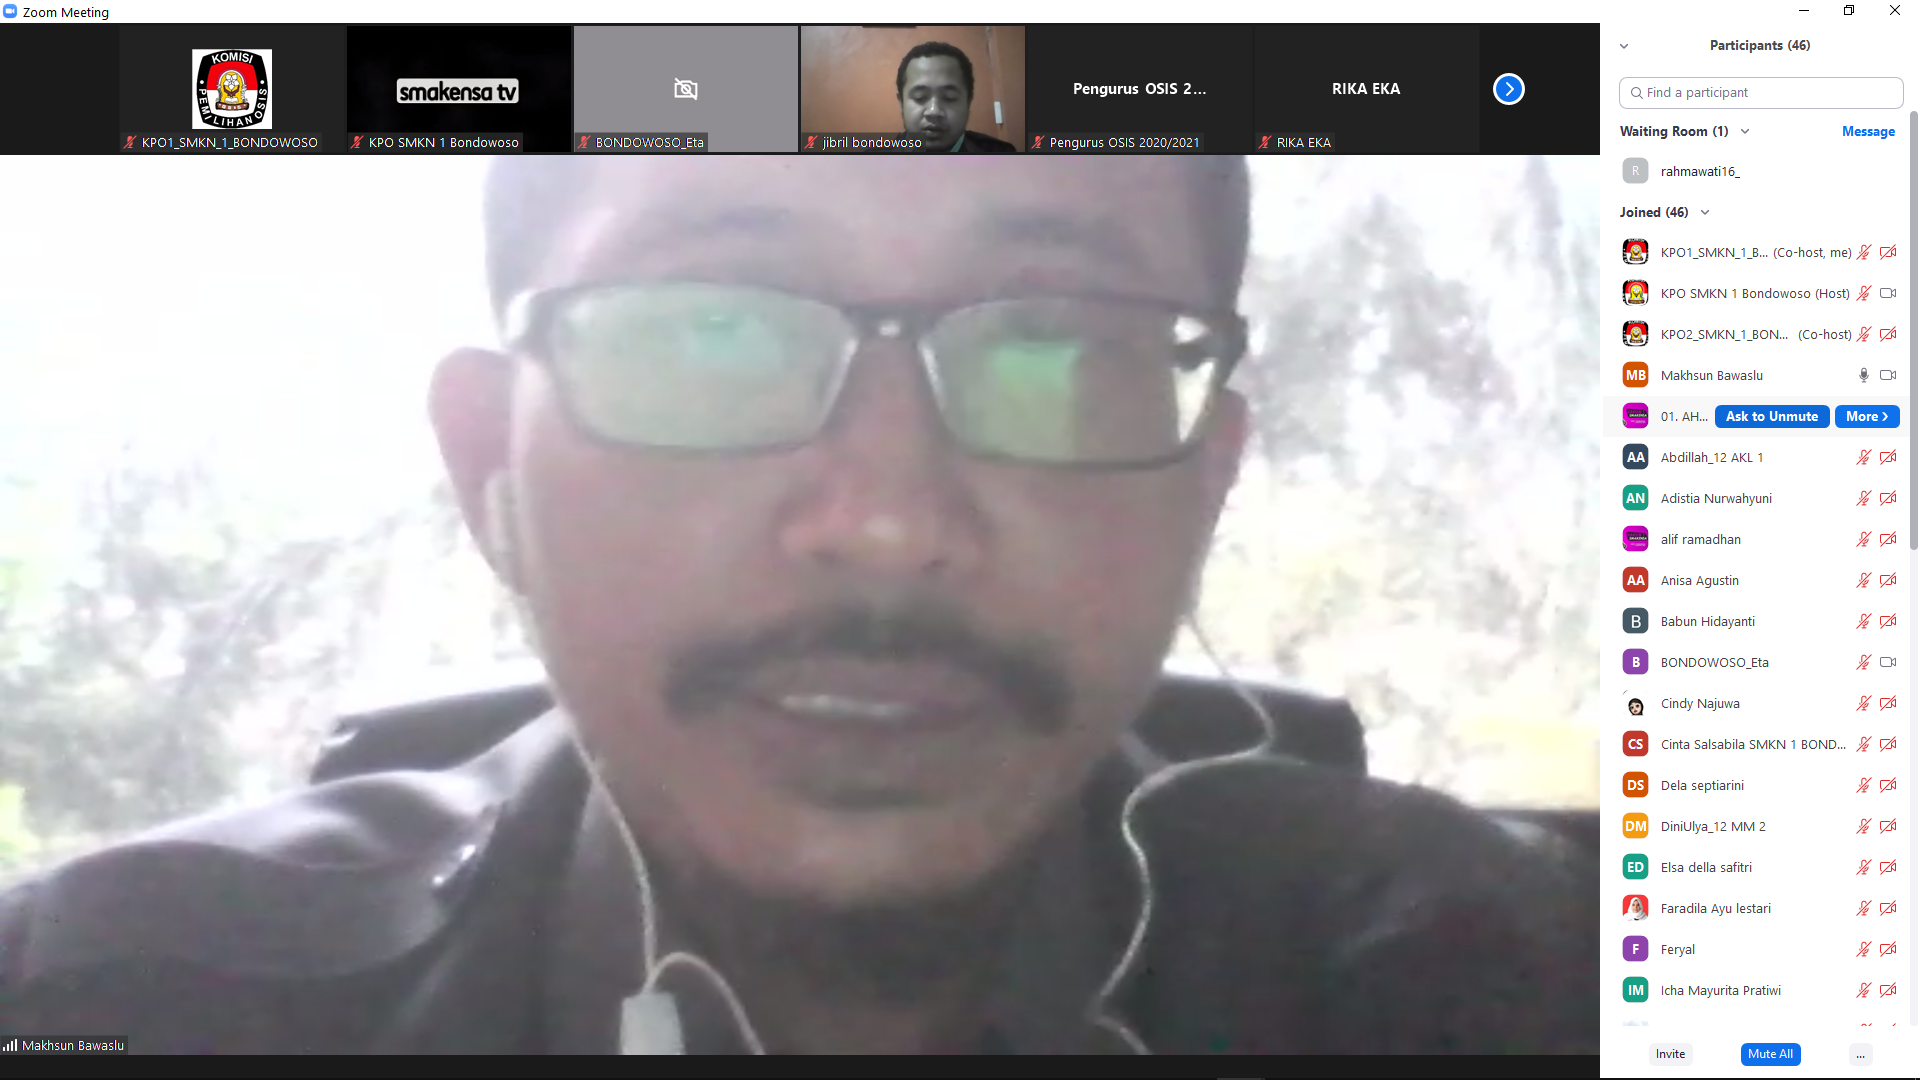 Zoom Meeting
KOMISI
PEMILIHAN OSIS
smakensa tv
Pengurus OSIS 2...
RIKA EKA
KPO1_SMKN_1_BONDOWOSO
KPO SMKN 1 Bondowoso
BONDOWOSO_Eta
jibril bondowoso
Pengurus OSIS 2020/2021
RIKA EKA
Makhsun Bawaslu
Participants (46)
Find a participant
Waiting Room (1)
Message
R
rahmawati16_
Joined (46)
KPO1_SMKN_1_B... (Co-host, me)
KPO SMKN 1 Bondowoso (Host)
KPO2_SMKN_1_BON... (Co-host)
MB Makhsun Bawaslu
01. AH... Ask to Unmute More
AA Abdillah_12 AKL 1
AN Adistia Nurwahyuni
alif ramadhan
AA Anisa Agustin
B Babun Hidayanti
B BONDOWOSO_Eta
Cindy Najuwa
CS Cinta Salsabila SMKN 1 BOND...
DS Dela septiarini
DM DiniUlya_12 MM 2
ED Elsa della safitri
Faradila Ayu lestari
F Feryal
IM Icha Mayurita Pratiwi
Invite
Mute All
...